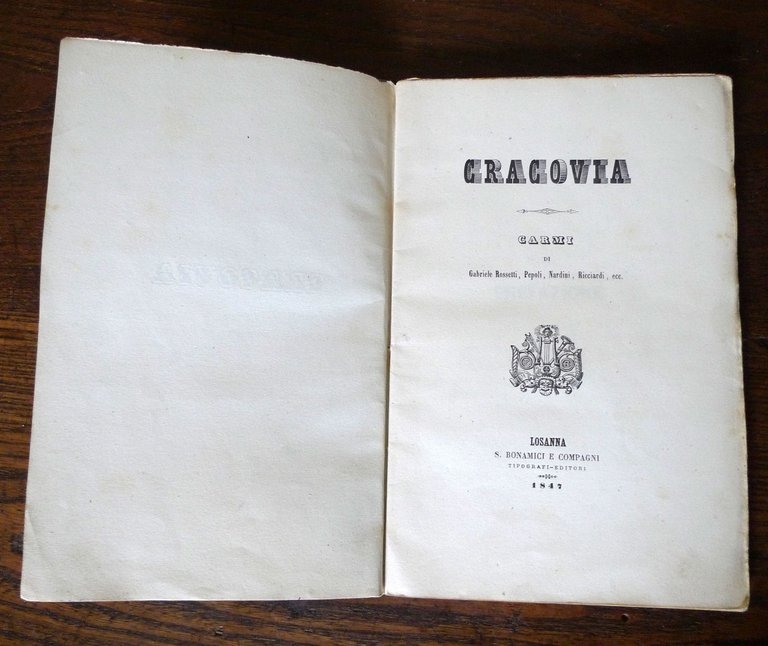 CRACOVIA
CARMI
DI
Gabriele Rossetti, Pepoli, Nardini, Ricciardi, ecc.
LOSANNA
S. BONAMICI E COMPAGNI
TIPOGRAFI-EDITORI
1847